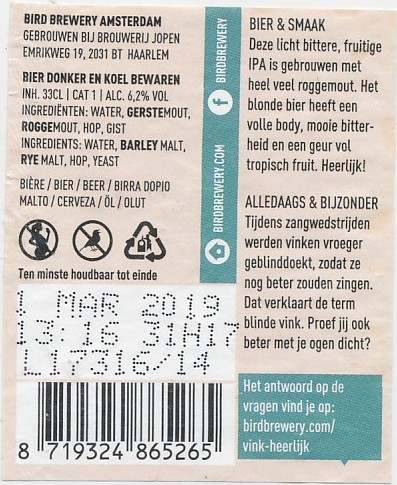 BIRD BREWERY AMSTERDAM
GEBROUWEN BIJ BROUWERIJ JOPEN
EMRIKWEG 19, 2031 BT HAARLEM
BIER DONKER EN KOEL BEWAREN
INH. 33CL | CAT 1 | ALC. 6,2% VOL
INGREDIËNTEN: WATER, GERSTEMOUT,
ROGGEMOUT, HOP, GIST
INGREDIENTS: WATER, BARLEY MALT,
RYE MALT, HOP, YEAST
BIÈRE / BIER / BEER / BIRRA DOPIO
MALTO / CERVEZA / ÖL / OLUT
Ten minste houdbaar tot einde
1 MAR 2019
13:16 31H17
L17316/14
8 719324 865265
BIRDBREWERY
BIRDBREWERY.COM
BIER & SMAAK
Deze licht bittere, fruitige
IPA is gebrouwen met
heel veel roggemout. Het
blonde bier heeft een
volle body, mooie bitter-
heid en een geur vol
tropisch fruit. Heerlijk!
ALLEDAAGS & BIJZONDER
Tijdens zangwedstrijden
werden vinken vroeger
geblinddoekt, zodat ze
nog beter zouden zingen.
Dat verklaart de term
blinde vink. Proef jij ook
beter met je ogen dicht?
Het antwoord op de
vragen vind je op:
birdbrewery.com/
vink-heerlijk